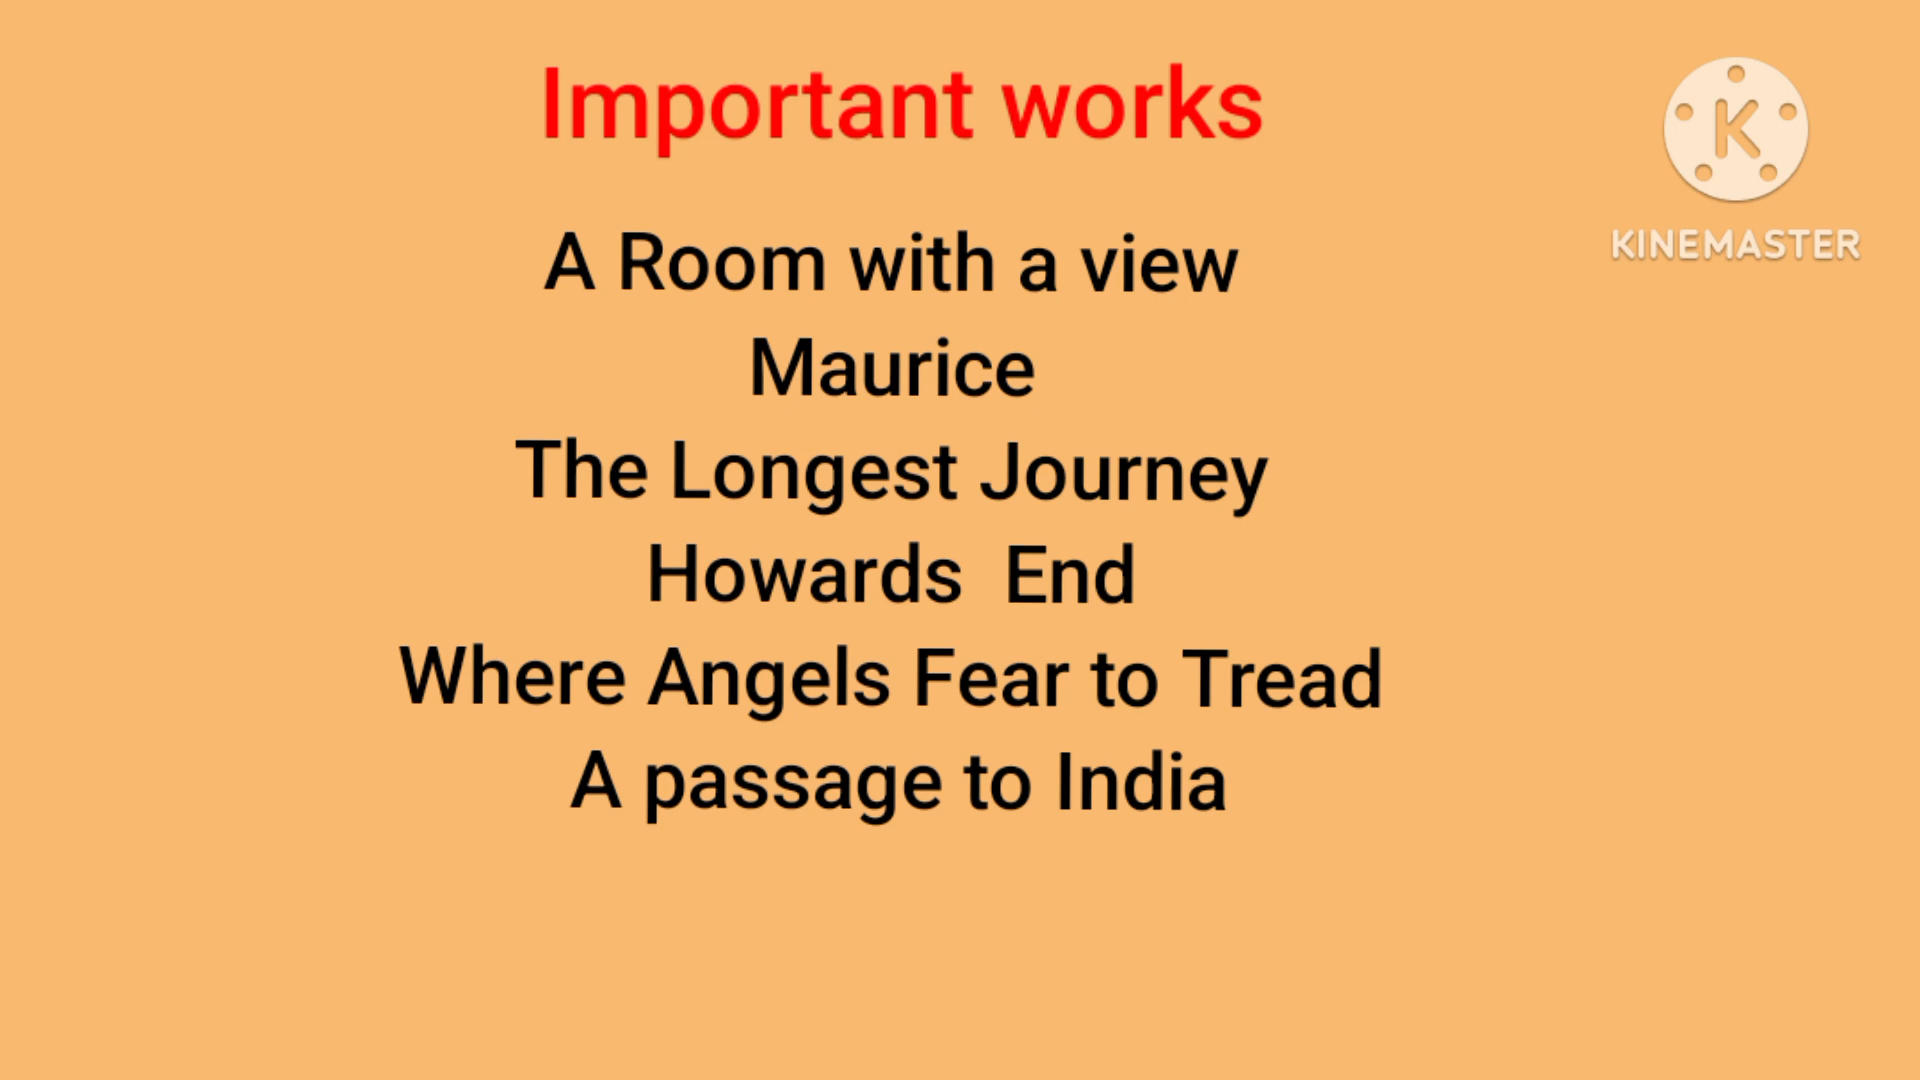 Important works
K
KINEMASTER
A Room with a view
Maurice
The Longest Journey
Howards  End
Where Angels Fear to Tread
A passage to India